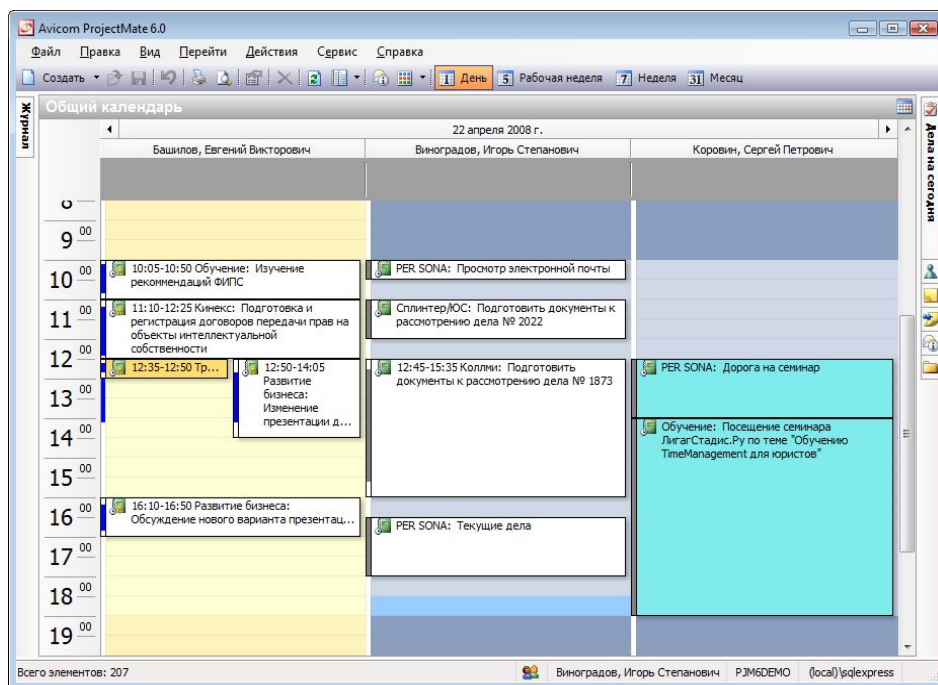 Avicom ProjectMate 6.0
Файл Правка Вид Перейти Действия Сервис Справка
Создать 1 День 5 Рабочая неделя 7 Неделя 31 Месяц
Журнал
Общий календарь
Дела на сегодня
22 апреля 2008 г.
Башилов, Евгений Викторович Виноградов, Игорь Степанович Коровин, Сергей Петрович
9 00
10 00
11 00
12 00
13 00
14 00
15 00
16 00
17 00
18 00
19 00
10:05-10:50 Обучение: Изучение
рекоммендаций ФИПС
11:10-12:25 Кинекс: Подготовка и
регистрация договоров передачи прав на
объекты интеллектуальной
собственности
12:35-12:50 Тр...
12:50-14:05
Развитие
бизнеса:
Изменение
презентации д...
16:10-16:50 Развитие бизнеса:
Обсуждение нового варианта презентац...
PER SONA: Просмотр электронной почты
Сплинтер/ЮС: Подготовить документы к
рассмотрению дела № 2022
12:45-15:35 Коллми: Подготовить
документы к рассмотрению дела № 1873
PER SONA: Текущие дела
PER SONA: Дорога на семинар
Обучение: Посещение семинара
ЛигагСтадис.Ру по теме "Обучению
TimeManagement для юристов"
Всего элементов: 207 Виноградов, Игорь Степанович PJM6DEMO (local)\sqlexpress